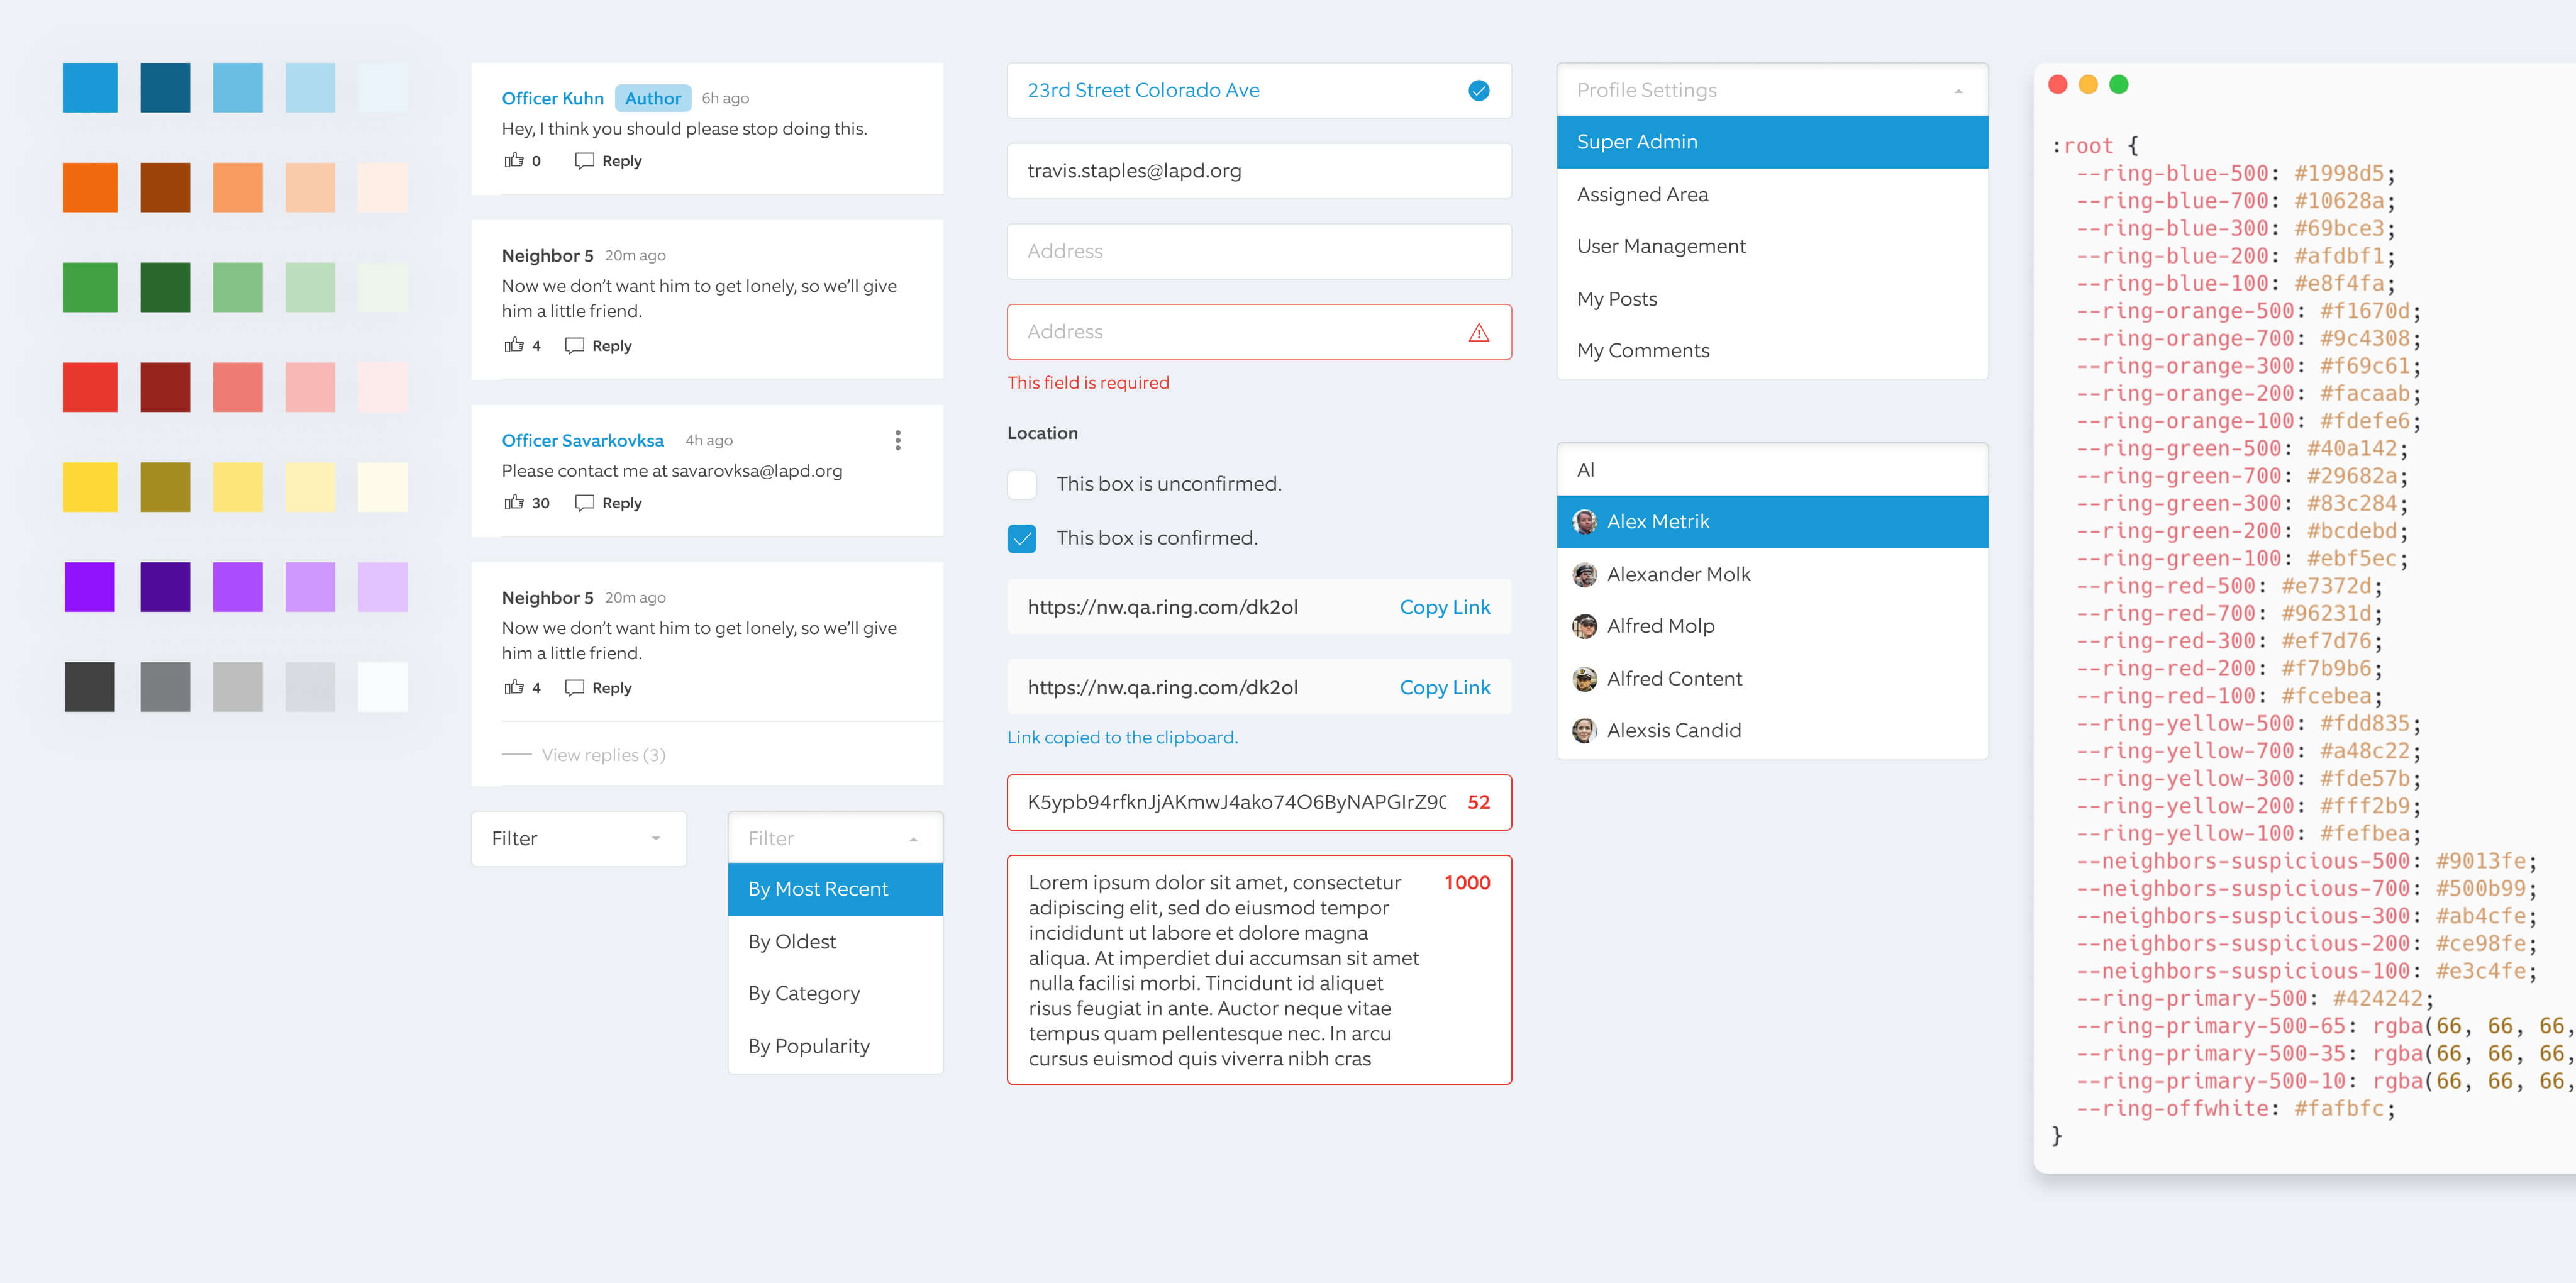 Officer Kuhn Author 6h ago
Hey, I think you should please stop doing this.
0 Reply
Neighbor 5 20m ago
Now we don’t want him to get lonely, so we’ll give
him a little friend.
4 Reply
Officer Savarkovksa 4h ago
Please contact me at savarovksa@lapd.org
30 Reply
Neighbor 5 20m ago
Now we don’t want him to get lonely, so we’ll give
him a little friend.
4 Reply
View replies (3)
Filter
Filter
By Most Recent
By Oldest
By Category
By Popularity
23rd Street Colorado Ave
travis.staples@lapd.org
Address
Address
This field is required
Location
This box is unconfirmed.
This box is confirmed.
https://nw.qa.ring.com/dk2ol Copy Link
https://nw.qa.ring.com/dk2ol Copy Link
Link copied to the clipboard.
K5ypb94rfknJjAKmwJ4ako74O6ByNAPGIrZ9 52
Lorem ipsum dolor sit amet, consectetur 1000
adipiscing elit, sed do eiusmod tempor
incididunt ut labore et dolore magna
aliqua. At imperdiet dui accumsan sit amet
nulla facilisi morbi. Tincidunt id aliquet
risus feugiat in ante. Auctor neque vitae
tempus quam pellentesque nec. In arcu
cursus euismod quis viverra nibh cras
Profile Settings
Super Admin
Assigned Area
User Management
My Posts
My Comments
Al
Alex Metrik
Alexander Molk
Alfred Molp
Alfred Content
Alexsis Candid
:root {
--ring-blue-500: #1998d5;
--ring-blue-700: #10628a;
--ring-blue-300: #69bce3;
--ring-blue-200: #afdbf1;
--ring-blue-100: #e8f4fa;
--ring-orange-500: #f1670d;
--ring-orange-700: #9c4308;
--ring-orange-300: #f69c61;
--ring-orange-200: #facaab;
--ring-orange-100: #fdefe6;
--ring-green-500: #40a142;
--ring-green-700: #29682a;
--ring-green-300: #83c284;
--ring-green-200: #bcdebd;
--ring-green-100: #ebf5ec;
--ring-red-500: #e7372d;
--ring-red-700: #96231d;
--ring-red-300: #ef7d76;
--ring-red-200: #f7b9b6;
--ring-red-100: #fcebea;
--ring-yellow-500: #fdd835;
--ring-yellow-700: #a48c22;
--ring-yellow-300: #fde57b;
--ring-yellow-200: #fff2b9;
--ring-yellow-100: #fefbea;
--neighbors-suspicious-500: #9013fe;
--neighbors-suspicious-700: #500b99;
--neighbors-suspicious-300: #ab4cfe;
--neighbors-suspicious-200: #ce98fe;
--neighbors-suspicious-100: #e3c4fe;
--ring-primary-500: #424242;
--ring-primary-500-65: rgba(66, 66, 66,
--ring-primary-500-35: rgba(66, 66, 66,
--ring-primary-500-10: rgba(66, 66, 66,
--ring-offwhite: #fafbfc;
}